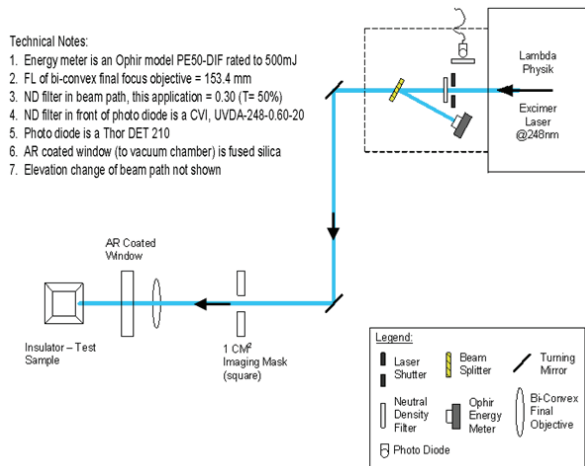 Technical Notes:
1. Energy meter is an Ophir model PE50-DIF rated to 500mJ
2. FL of bi-convex final focus objective = 153.4 mm
3. ND filter in beam path, this application = 0.30 (T= 50%)
4. ND filter in front of photo diode is a CVI, UVDA-248-0.60-20
5. Photo diode is a Thor DET 210
6. AR coated window (to vacuum chamber) is fused silica
7. Elevation change of beam path not shown
Lambda
Physik
Excimer
Laser
@248nm
AR Coated
Window
Insulator – Test
Sample
1 CM²
Imaging Mask
(square)
Legend:
Laser
Shutter
Beam
Splitter
Turning
Mirror
Neutral
Density
Filter
Ophir
Energy
Meter
Bi-Convex
Final
Objective
Photo Diode